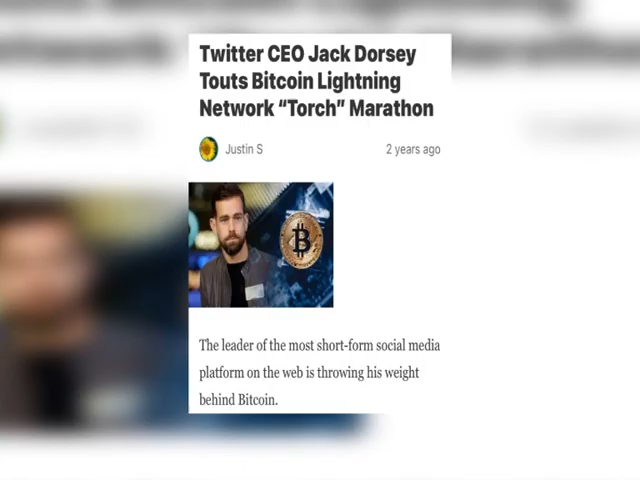 Twitter CEO Jack Dorsey
Touts Bitcoin Lightning
Network “Torch” Marathon
Justin S
2 years ago
The leader of the most short-form social media
platform on the web is throwing his weight
behind Bitcoin.